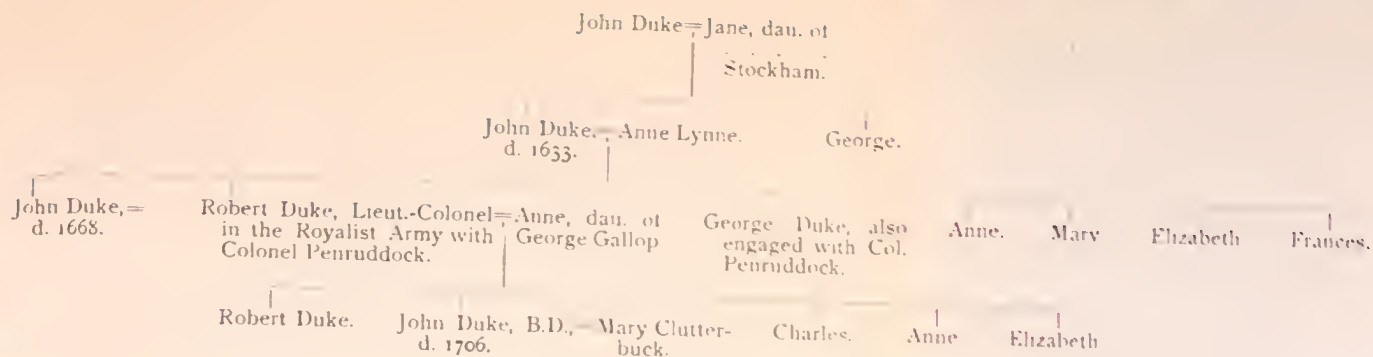 John Duke=Jane, dau. of
Stockham.
John Duke.=Anne Lynne.
George.
d. 1633.
John Duke,=
d. 1668.
Robert Duke, Lieut.-Colonel=Anne, dau. of
in the Royalist Army with
George Gallop
Colonel Penruddock.
George Duke, also
engaged with Col.
Penruddock.
Anne.
Mary
Elizabeth
Frances.
Robert Duke.
John Duke, B.D.,=Mary Clutter-
d. 1706.
buck.
Charles.
Anne
Elizabeth